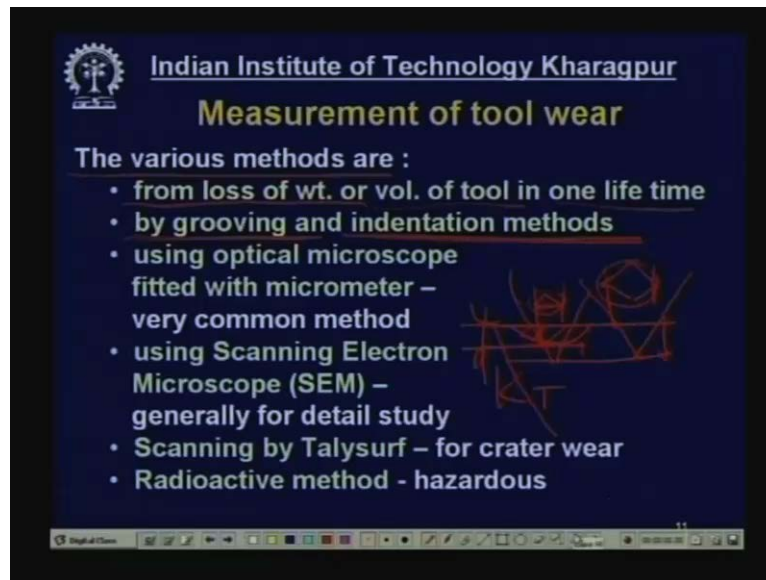 Indian Institute of Technology Kharagpur
Measurement of tool wear
The various methods are :
• from loss of wt. or vol. of tool in one life time
• by grooving and indentation methods
• using optical microscope
fitted with micrometer –
very common method
• using Scanning Electron
Microscope (SEM) –
generally for detail study
• Scanning by Talysurf – for crater wear
• Radioactive method - hazardous
KT
11